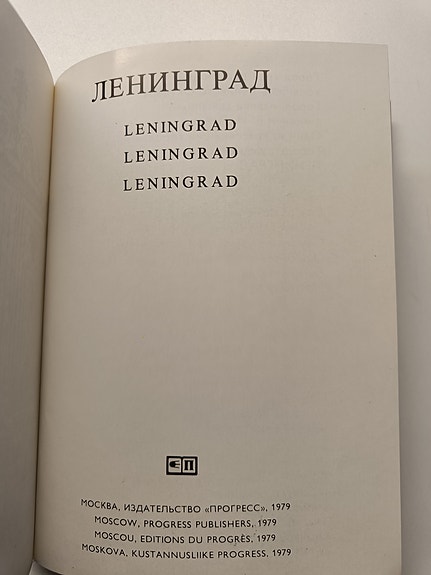 ЛЕНИНГРАД
LENINGRAD
LENINGRAD
LENINGRAD
МОСКВА, ИЗДАТЕЛЬСТВО «ПРОГРЕСС», 1979
MOSCOW, PROGRESS PUBLISHERS, 1979
MOSCOU, EDITIONS DU PROGRÈS, 1979
MOSKOVA, KUSTANNUSLIIKE PROGRESS, 1979